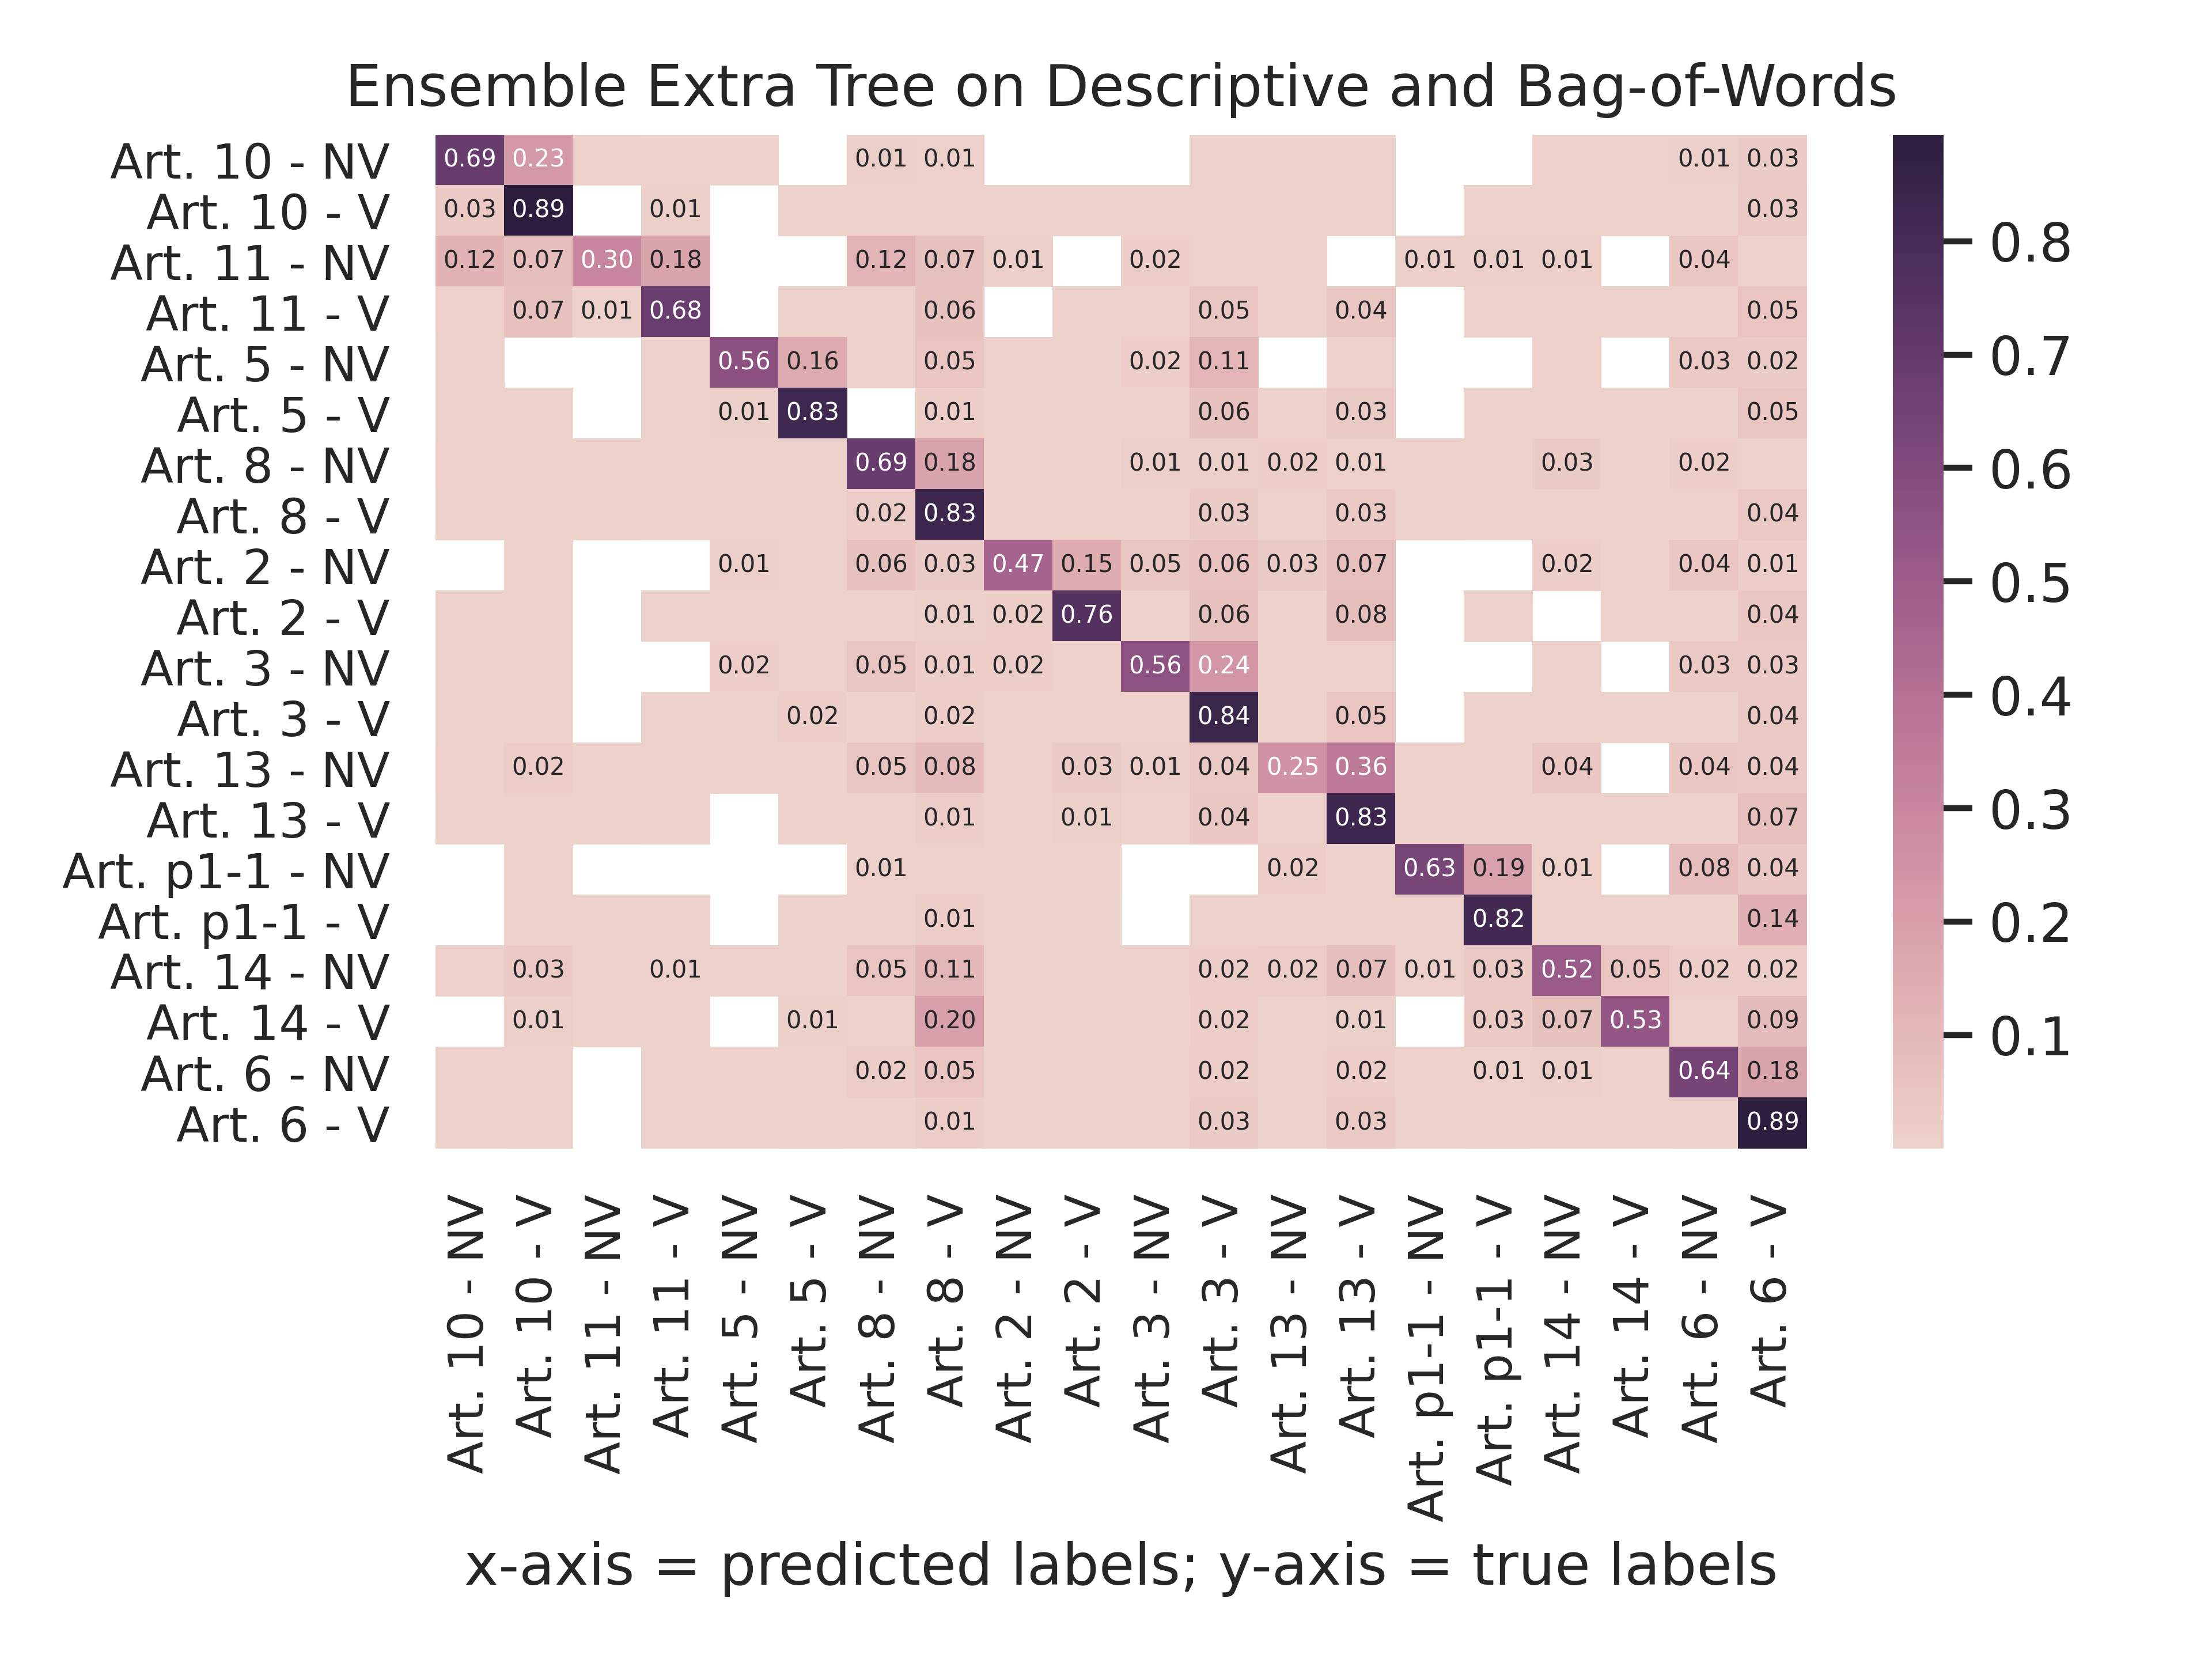 Ensemble Extra Tree on Descriptive and Bag-of-Words
Art. 10 - NV 0.69 0.23 0.01 0.01 0.01 0.03
Art. 10 - V 0.03 0.89 0.01 0.03
Art. 11 - NV 0.12 0.07 0.30 0.18 0.12 0.07 0.01 0.02 0.01 0.01 0.01 0.04
Art. 11 - V 0.07 0.01 0.68 0.06 0.05 0.04 0.05
Art. 5 - NV 0.56 0.16 0.05 0.02 0.11 0.03 0.02
Art. 5 - V 0.01 0.83 0.01 0.06 0.03 0.05
Art. 8 - NV 0.69 0.18 0.01 0.01 0.02 0.01 0.03 0.02
Art. 8 - V 0.02 0.83 0.03 0.03 0.04
Art. 2 - NV 0.01 0.06 0.03 0.47 0.15 0.05 0.06 0.03 0.07 0.02 0.04 0.01
Art. 2 - V 0.01 0.02 0.76 0.06 0.08 0.04
Art. 3 - NV 0.02 0.05 0.01 0.02 0.56 0.24 0.03 0.03
Art. 3 - V 0.02 0.02 0.84 0.05 0.04
Art. 13 - NV 0.02 0.05 0.08 0.03 0.01 0.04 0.25 0.36 0.04 0.04 0.04
Art. 13 - V 0.01 0.01 0.04 0.83 0.07
Art. p1-1 - NV 0.01 0.02 0.63 0.19 0.01 0.08 0.04
Art. p1-1 - V 0.01 0.82 0.14
Art. 14 - NV 0.03 0.01 0.05 0.11 0.02 0.02 0.07 0.01 0.03 0.52 0.05 0.02 0.02
Art. 14 - V 0.01 0.01 0.20 0.02 0.01 0.03 0.07 0.53 0.09
Art. 6 - NV 0.02 0.05 0.02 0.02 0.01 0.01 0.64 0.18
Art. 6 - V 0.01 0.03 0.03 0.89
Art. 10 - NV
Art. 10 - V
Art. 11 - NV
Art. 11 - V
Art. 5 - NV
Art. 5 - V
Art. 8 - NV
Art. 8 - V
Art. 2 - NV
Art. 2 - V
Art. 3 - NV
Art. 3 - V
Art. 13 - NV
Art. 13 - V
Art. p1-1 - NV
Art. p1-1 - V
Art. 14 - NV
Art. 14 - V
Art. 6 - NV
Art. 6 - V
0.8
0.7
0.6
0.5
0.4
0.3
0.2
0.1
x-axis = predicted labels; y-axis = true labels